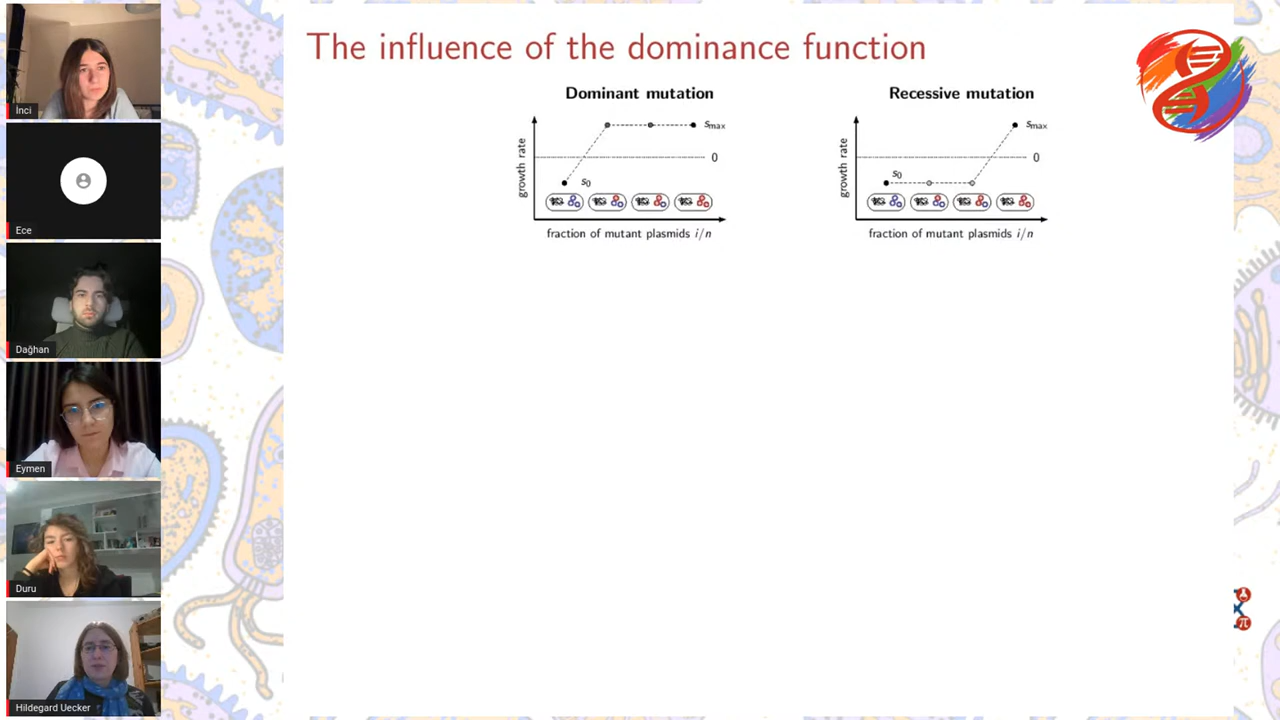 The influence of the dominance function
Dominant mutation
growth rate
smax
0
s0
fraction of mutant plasmids i/n
Recessive mutation
growth rate
smax
0
s0
fraction of mutant plasmids i/n
İnci
Ece
Dağhan
Eymen
Duru
Hildegard Uecker
π